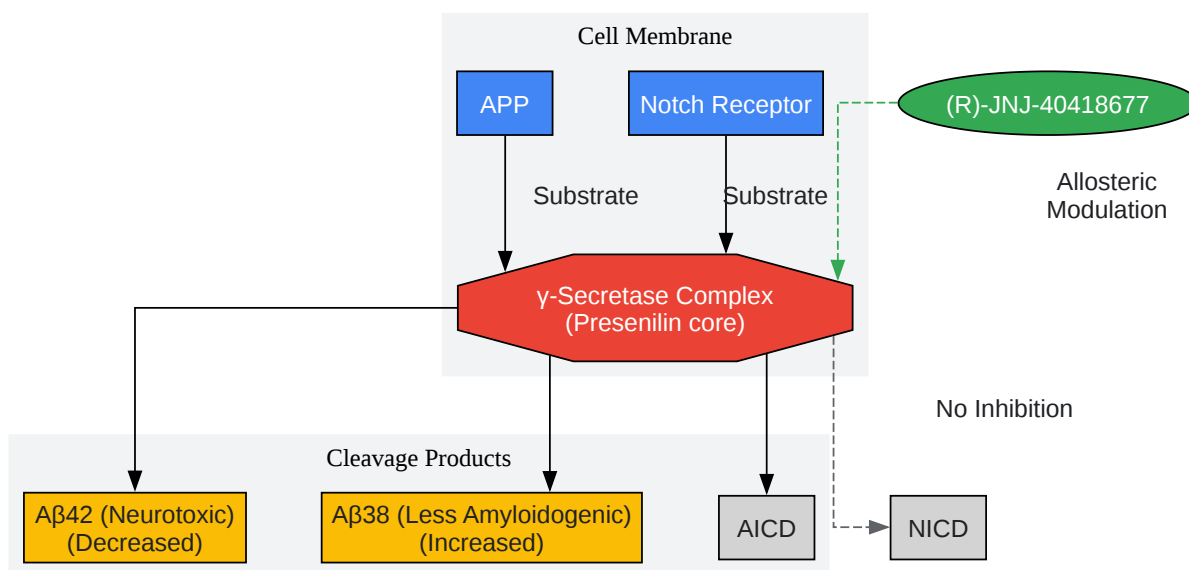 Cell Membrane
APP
Notch Receptor
(R)-JNJ-40418677
Substrate
Substrate
Allosteric
Modulation
γ-Secretase Complex
(Presenilin core)
No Inhibition
Cleavage Products
Aβ42 (Neurotoxic)
(Decreased)
Aβ38 (Less Amyloidogenic)
(Increased)
AICD
NICD